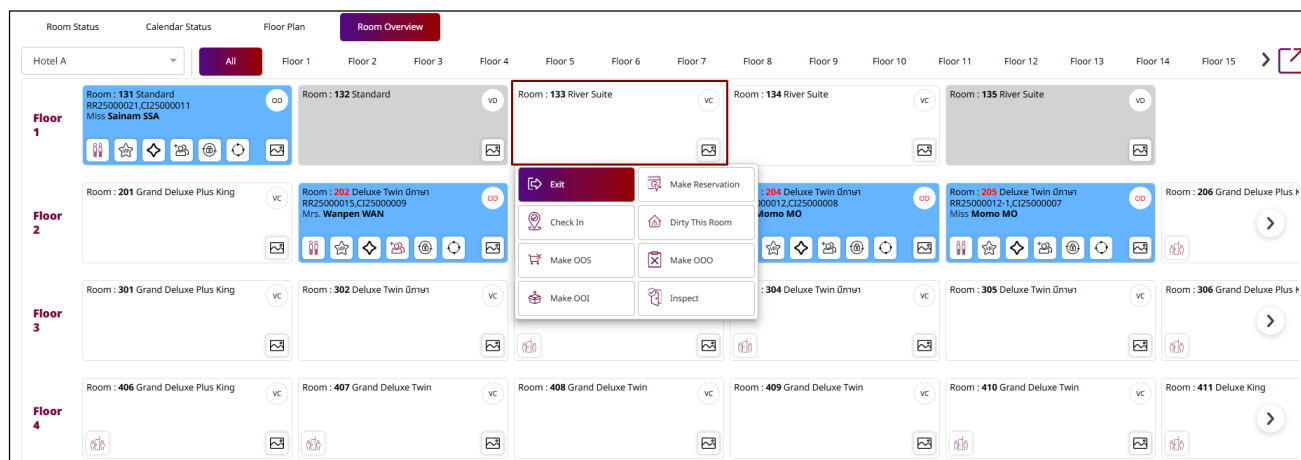 Room Status Calendar Status Floor Plan Room Overview
Hotel A All Floor 1 Floor 2 Floor 3 Floor 4 Floor 5 Floor 6 Floor 7 Floor 8 Floor 9 Floor 10 Floor 11 Floor 12 Floor 13 Floor 14 Floor 15
Floor 1
Room : 131 Standard
RR25000021,CI25000011
Miss Sainam SSA
OD
Room : 132 Standard
VD
Room : 133 River Suite
VC
Room : 134 River Suite
VC
Room : 135 River Suite
VD
Exit
Make Reservation
Check In
Dirty This Room
Make OOS
Make OOO
Make OOI
Inspect
Floor 2
Room : 201 Grand Deluxe Plus King
VC
Room : 202 Deluxe Twin มีภาษา
RR25000015,CI25000009
Mrs. Wanpen WAN
OD
: 204 Deluxe Twin มีภาษา
00012,CI25000008
Momo MO
OD
Room : 205 Deluxe Twin มีภาษา
RR25000012-1,CI25000007
Miss Momo MO
OD
Room : 206 Grand Deluxe Plus
Floor 3
Room : 301 Grand Deluxe Plus King
VC
Room : 302 Deluxe Twin มีภาษา
VC
: 304 Deluxe Twin มีภาษา
VC
Room : 305 Deluxe Twin มีภาษา
VC
Room : 306 Grand Deluxe Plus
Floor 4
Room : 406 Grand Deluxe Plus King
VC
Room : 407 Grand Deluxe Twin
VC
Room : 408 Grand Deluxe Twin
VC
Room : 409 Grand Deluxe Twin
VC
Room : 410 Grand Deluxe Twin
VC
Room : 411 Deluxe King